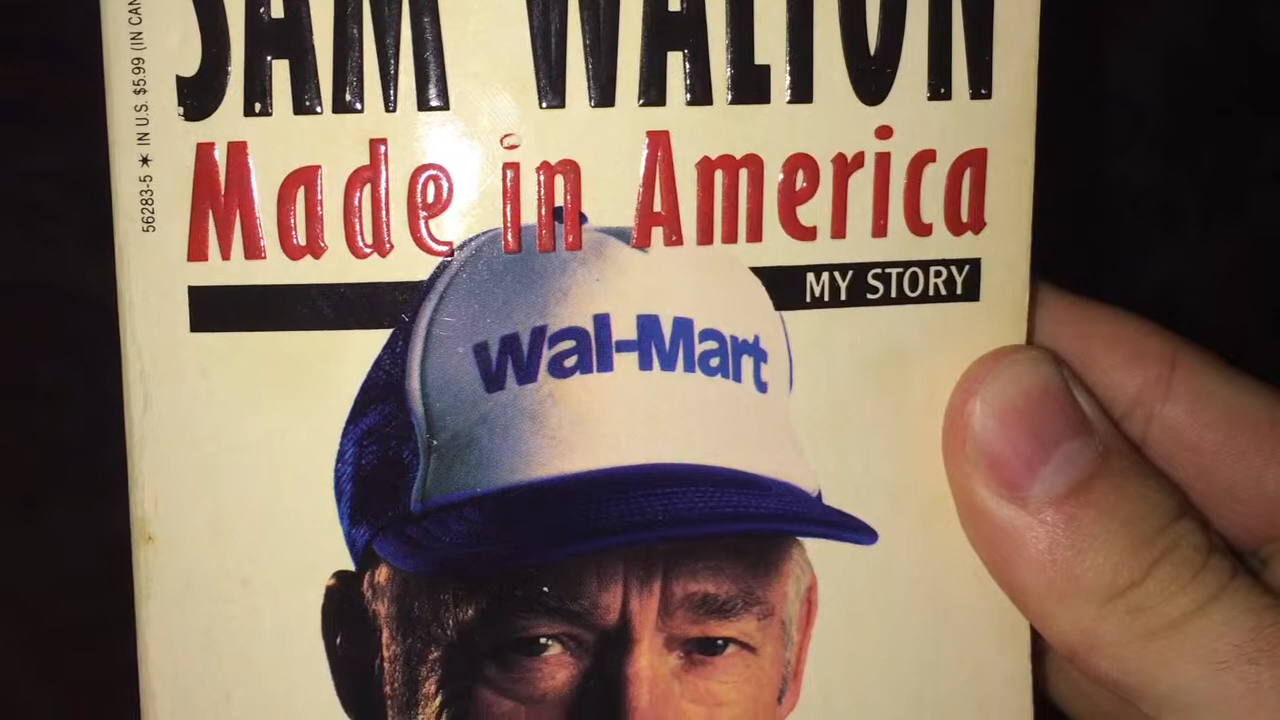 SAM WALTON
Made in America
MY STORY
Wal-Mart
56283-5 ★ IN U.S. $5.99 (IN CAN